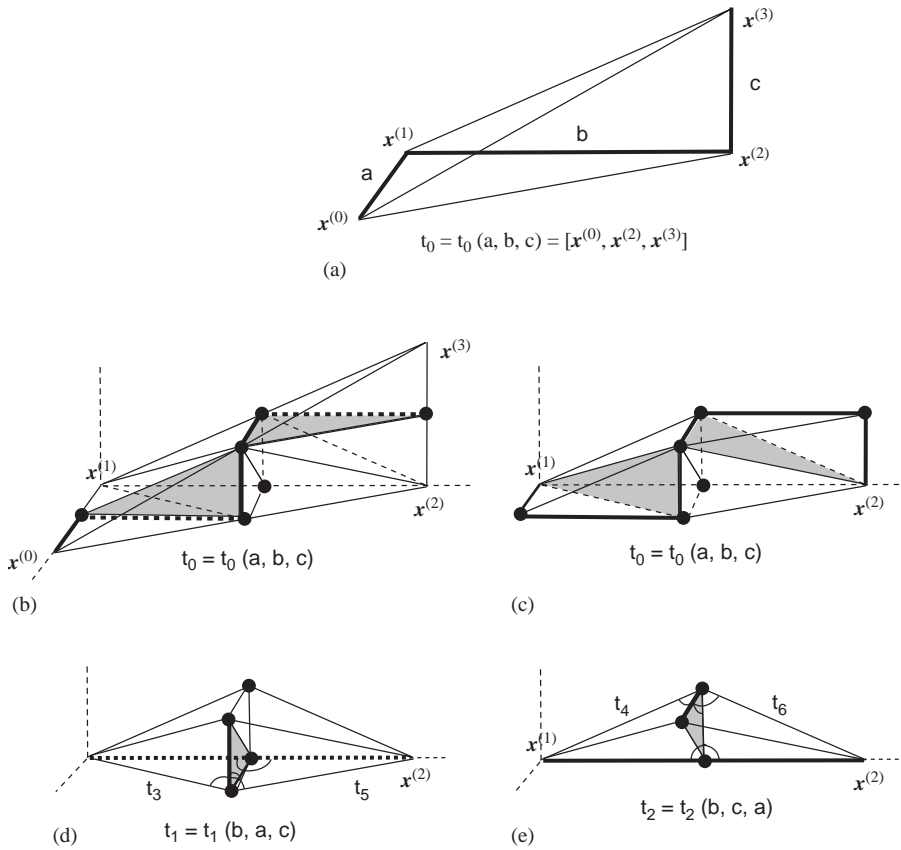 x(3)
c
x(1)
b
x(2)
a
x(0)
t0 = t0 (a, b, c) = [x(0), x(2), x(3)]
(a)
x(3)
x(1)
x(2)
x(0)
t0 = t0 (a, b, c)
(b)
x(1)
x(2)
x(0)
t0 = t0 (a, b, c)
(c)
t3
t5
x(2)
t1 = t1 (b, a, c)
(d)
t4
t6
x(1)
x(2)
t2 = t2 (b, c, a)
(e)